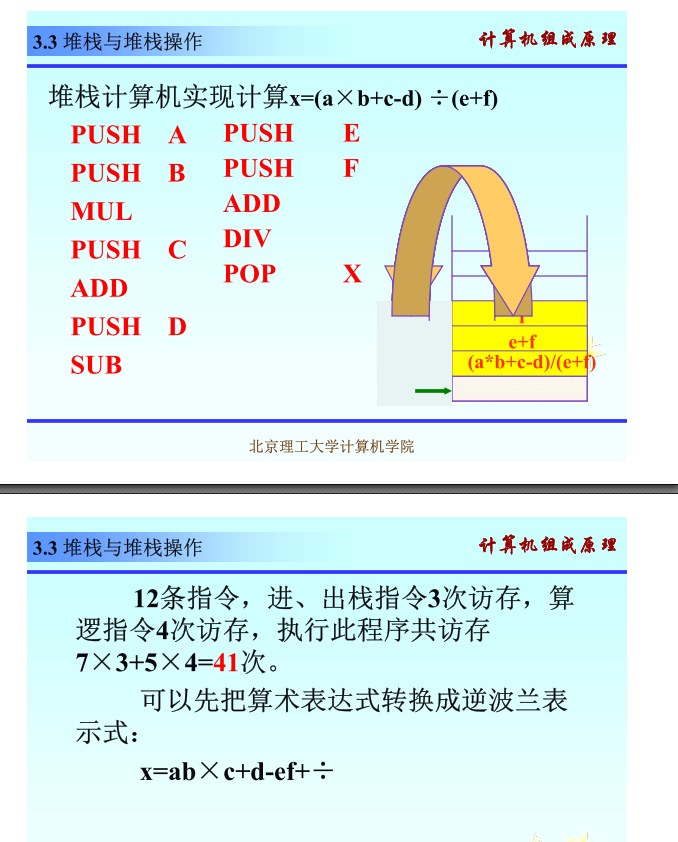 3.3 堆栈与堆栈操作
计算机组成原理
堆栈计算机实现计算x=(a×b+c-d) ÷(e+f)
PUSH A
PUSH B
MUL
PUSH C
ADD
PUSH D
SUB
PUSH E
PUSH F
ADD
DIV
POP X
e+f
(a*b+c-d)/(e+f)
北京理工大学计算机学院
3.3 堆栈与堆栈操作
计算机组成原理
12条指令，进、出栈指令3次访存，算
逻指令4次访存，执行此程序共访存
7×3+5×4=41次。
可以先把算术表达式转换成逆波兰表
示式：
x=ab×c+d-ef+÷